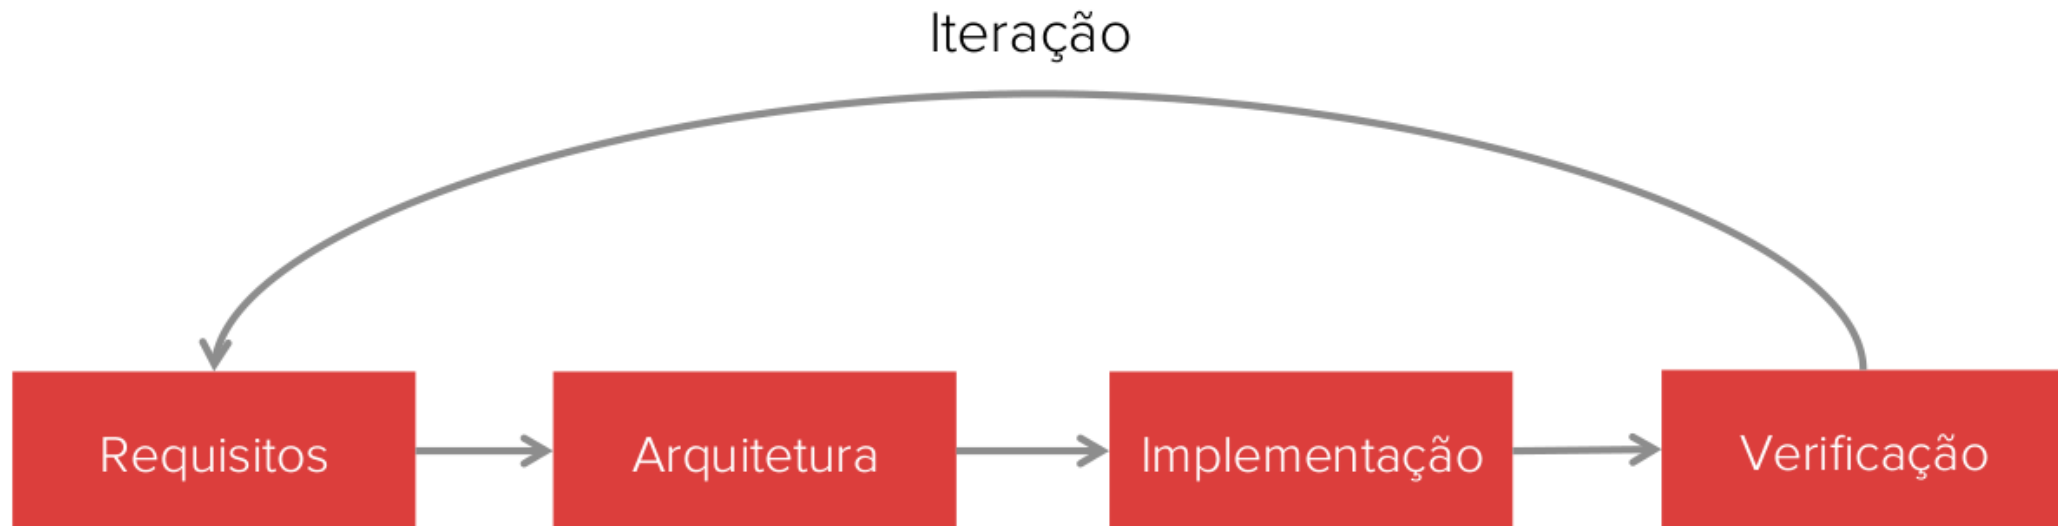 Iteração
Requisitos
Arquitetura
Implementação
Verificação